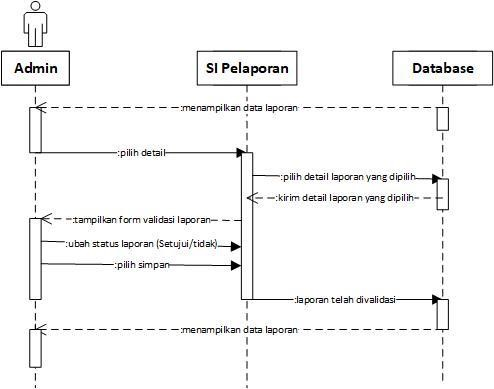 Admin SI Pelaporan Database
:menampilkan data laporan
:pilih detail
:pilih detail laporan yang dipilih
:kirim detail laporan yang dipilih
:tampilkan form validasi laporan
:ubah status laporan (Setujui/tidak)
:pilih simpan
:laporan telah divalidasi
:menampilkan data laporan